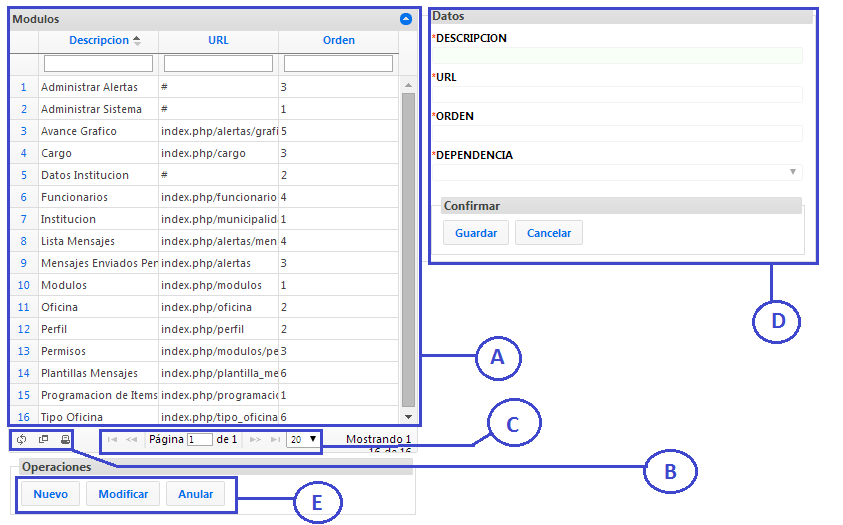 Modulos
Descripcion URL Orden
1 Administrar Alertas # 3
2 Administrar Sistema # 1
3 Avance Grafico index.php/alertas/grafi 5
4 Cargo index.php/cargo 3
5 Datos Institucion # 2
6 Funcionarios index.php/funcionario 4
7 Institucion index.php/municipalid 1
8 Lista Mensajes index.php/alertas/men 4
9 Mensajes Enviados Per index.php/alertas 3
10 Modulos index.php/modulos 1
11 Oficina index.php/oficina 2
12 Perfil index.php/perfil 2
13 Permisos index.php/modulos/pe 3
14 Plantillas Mensajes index.php/plantilla_me 6
15 Programacion de Items index.php/programaci 1
16 Tipo Oficina index.php/tipo_oficina 6
Página 1 de 1 20 Mostrando 1
16 de 16
Operaciones
Nuevo Modificar Anular
Datos
*DESCRIPCION
*URL
*ORDEN
*DEPENDENCIA
Confirmar
Guardar Cancelar
D
A
C
B
E